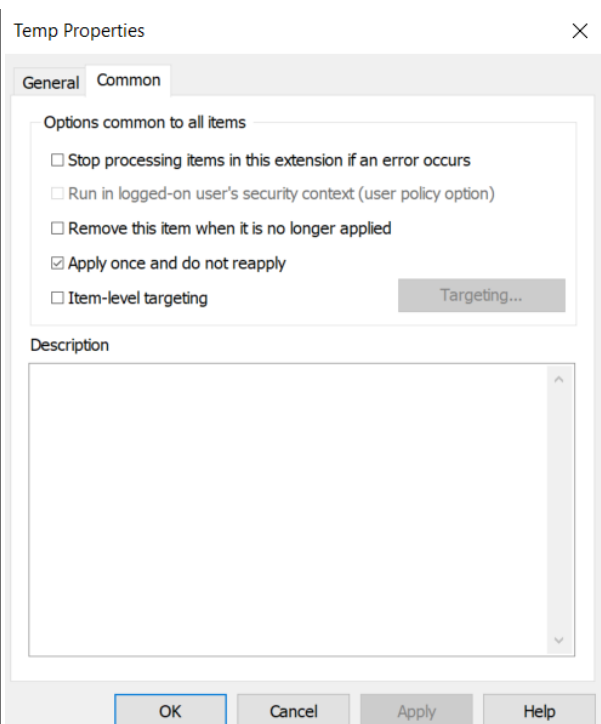 Temp Properties
General Common
Options common to all items
Stop processing items in this extension if an error occurs
Run in logged-on user's security context (user policy option)
Remove this item when it is no longer applied
Apply once and do not reapply
Item-level targeting Targeting...
Description
OK Cancel Apply Help